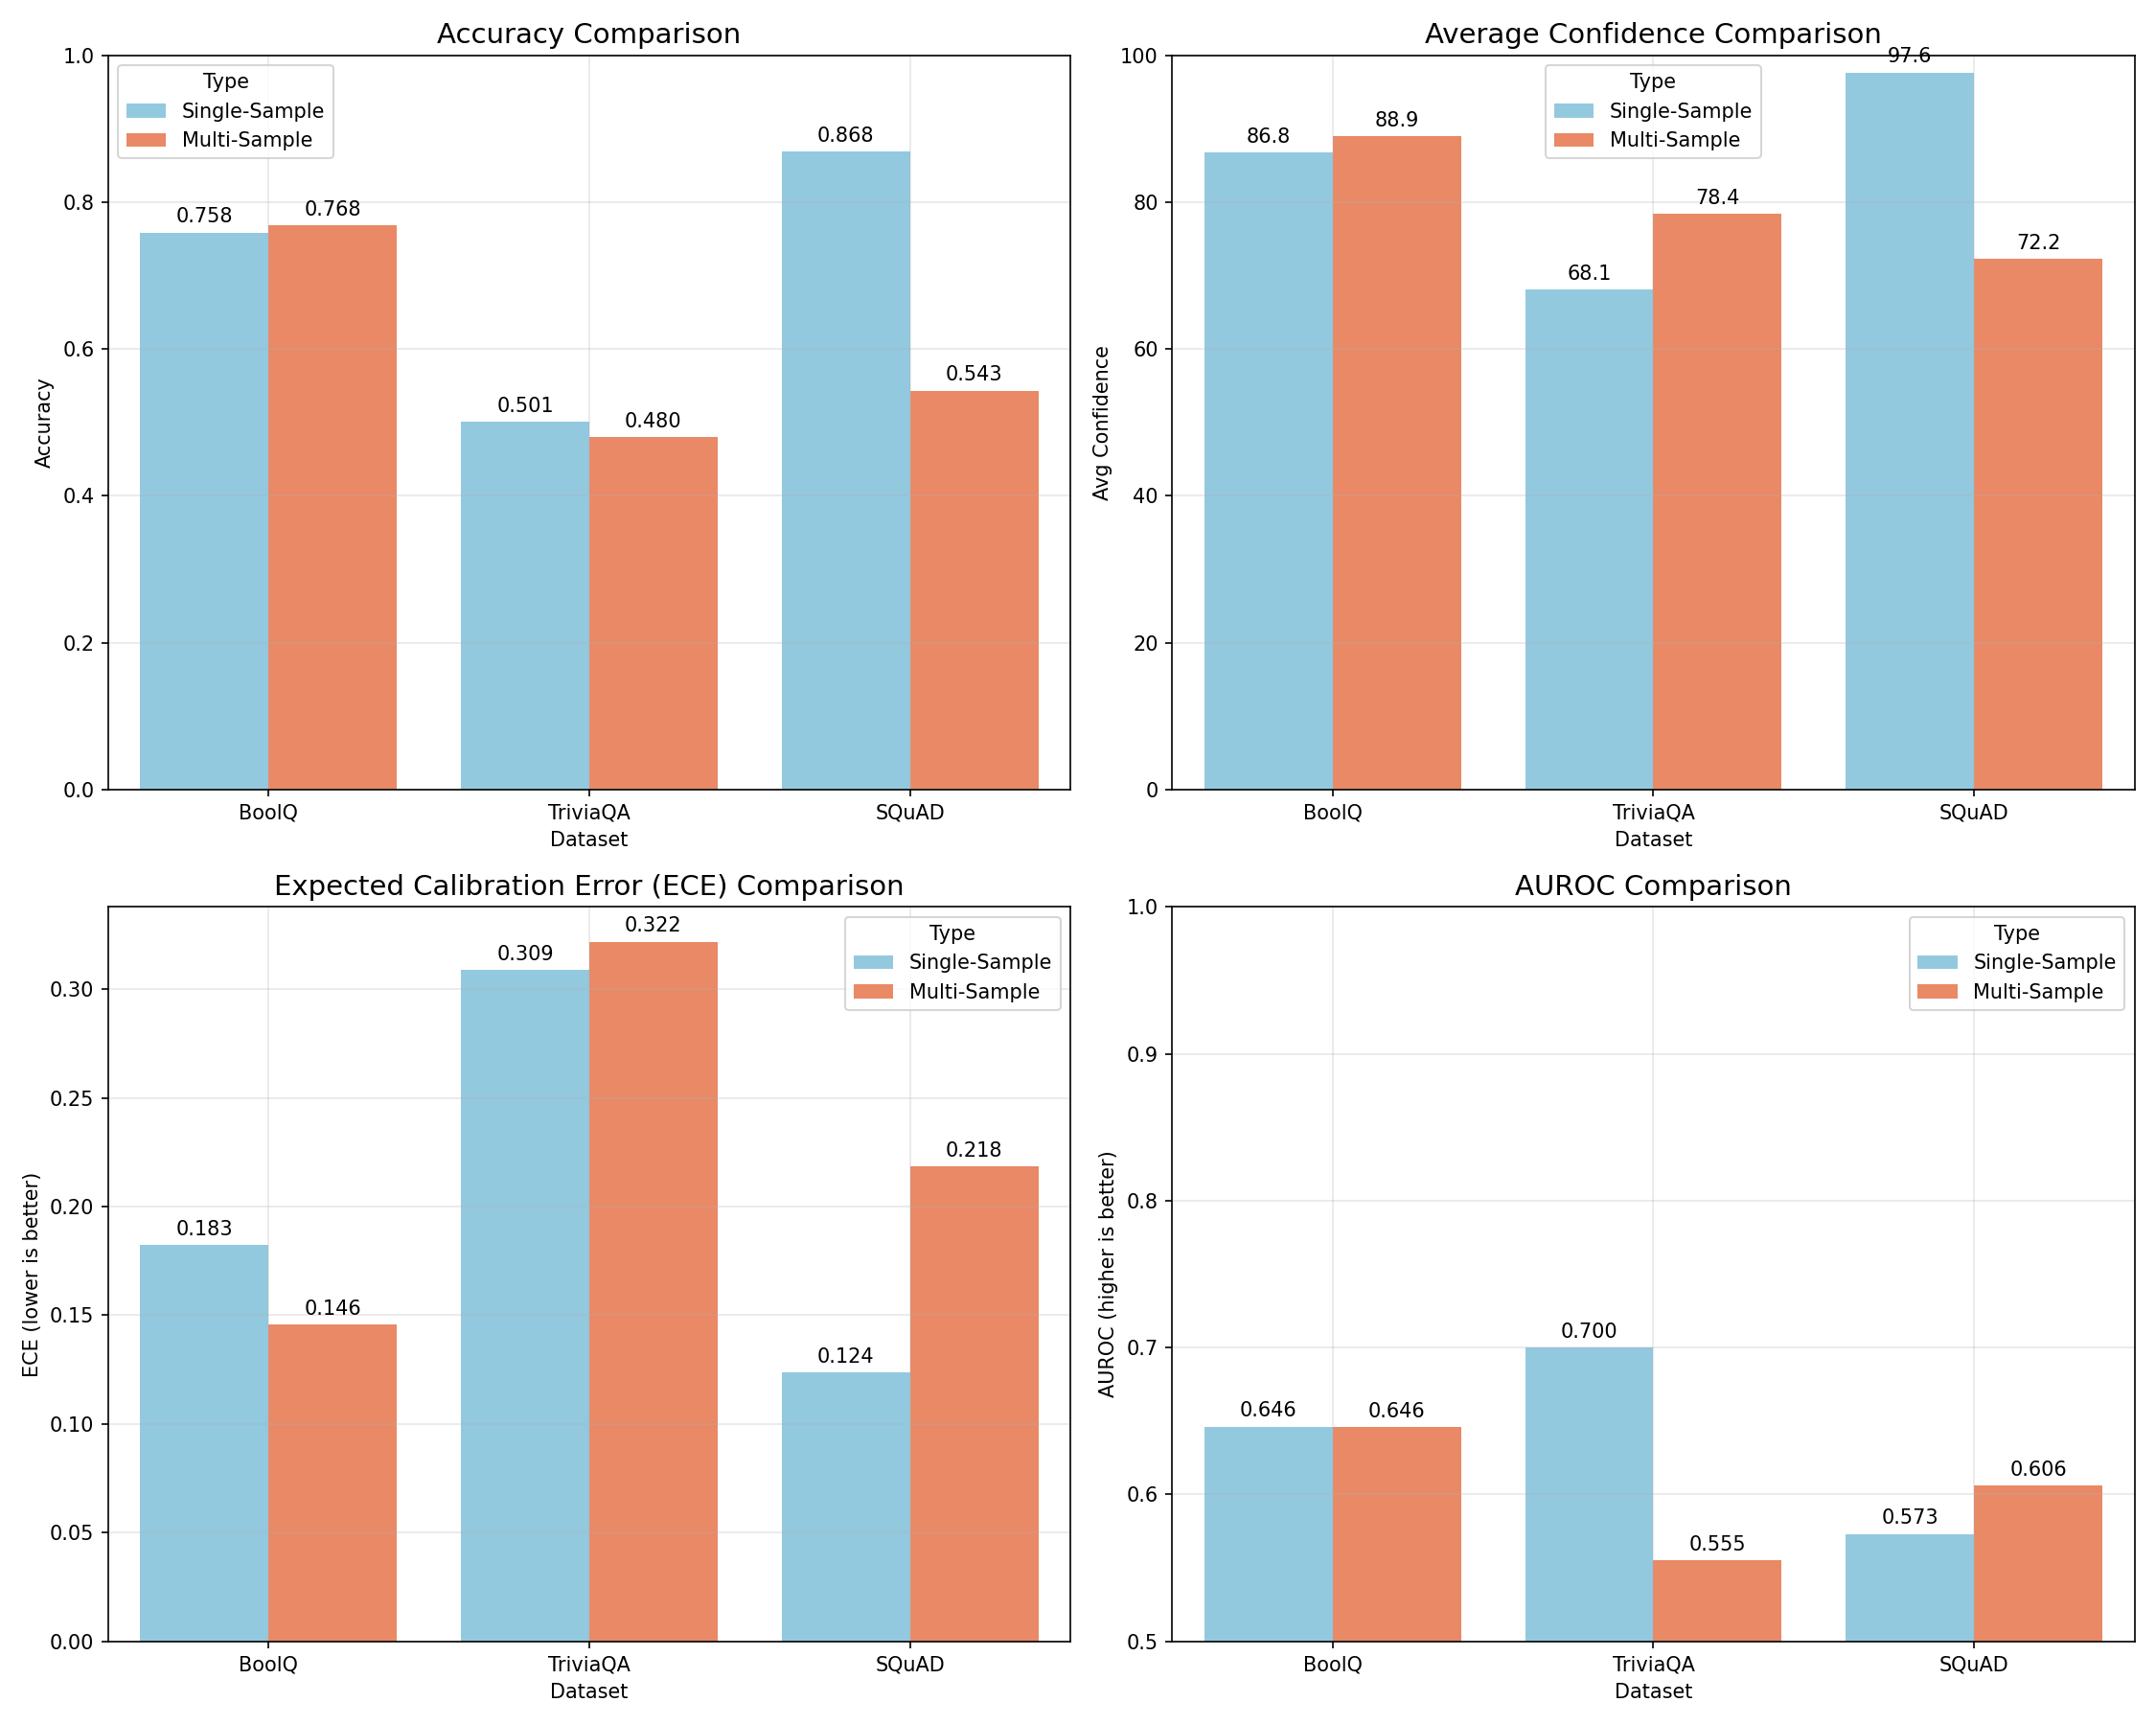 Accuracy Comparison
1.0
0.8
0.6
0.4
0.2
0.0
Accuracy
Type
Single-Sample
Multi-Sample
0.758
0.768
0.501
0.480
0.868
0.543
BoolQ
TriviaQA
SQuAD
Dataset
Average Confidence Comparison
100
80
60
40
20
0
Avg Confidence
Type
Single-Sample
Multi-Sample
86.8
88.9
68.1
78.4
97.6
72.2
BoolQ
TriviaQA
SQuAD
Dataset
Expected Calibration Error (ECE) Comparison
0.30
0.25
0.20
0.15
0.10
0.05
0.00
ECE (lower is better)
Type
Single-Sample
Multi-Sample
0.183
0.146
0.309
0.322
0.124
0.218
BoolQ
TriviaQA
SQuAD
Dataset
AUROC Comparison
1.0
0.9
0.8
0.7
0.6
0.5
AUROC (higher is better)
Type
Single-Sample
Multi-Sample
0.646
0.646
0.700
0.555
0.573
0.606
BoolQ
TriviaQA
SQuAD
Dataset